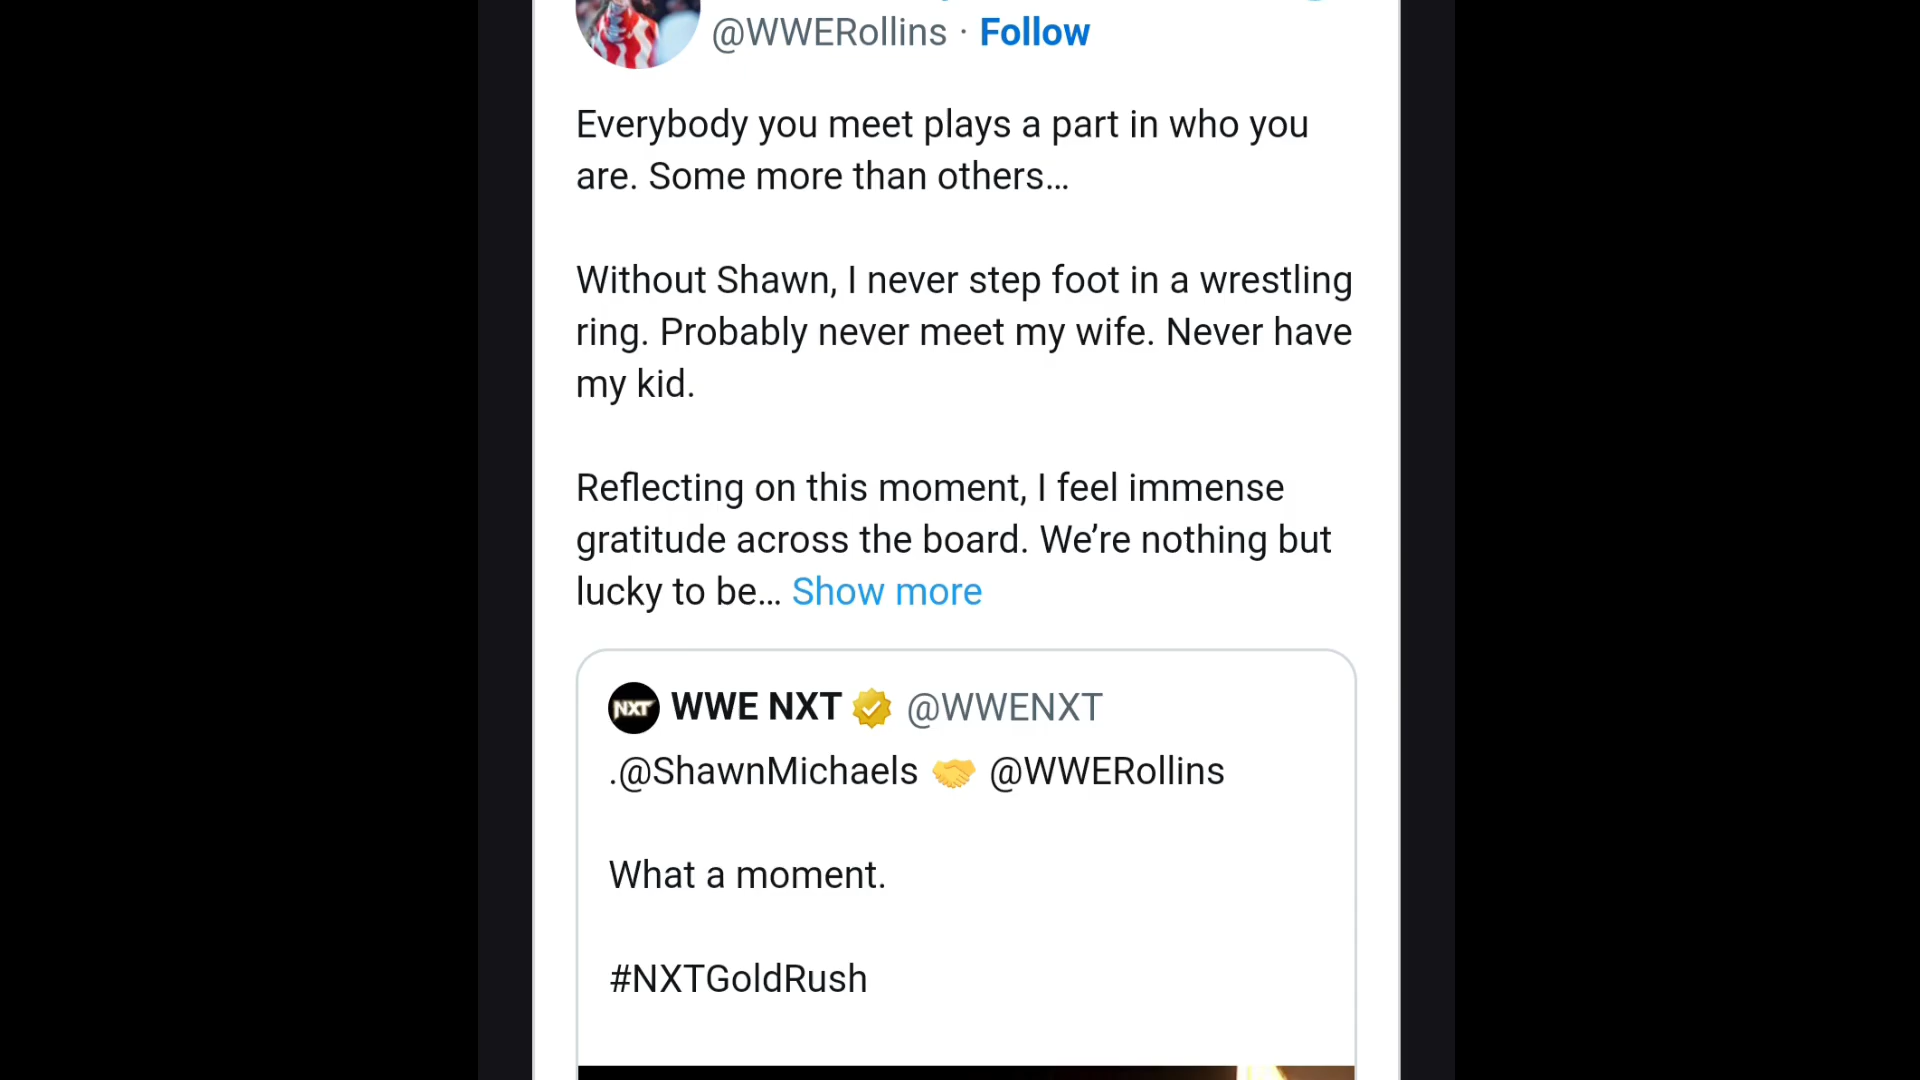 @WWERollins · Follow
Everybody you meet plays a part in who you
are. Some more than others…
Without Shawn, I never step foot in a wrestling
ring. Probably never meet my wife. Never have
my kid.
Reflecting on this moment, I feel immense
gratitude across the board. We’re nothing but
lucky to be… Show more
NXT WWE NXT @WWENXT
.@ShawnMichaels 🤝 @WWERollins
What a moment.
#NXTGoldRush